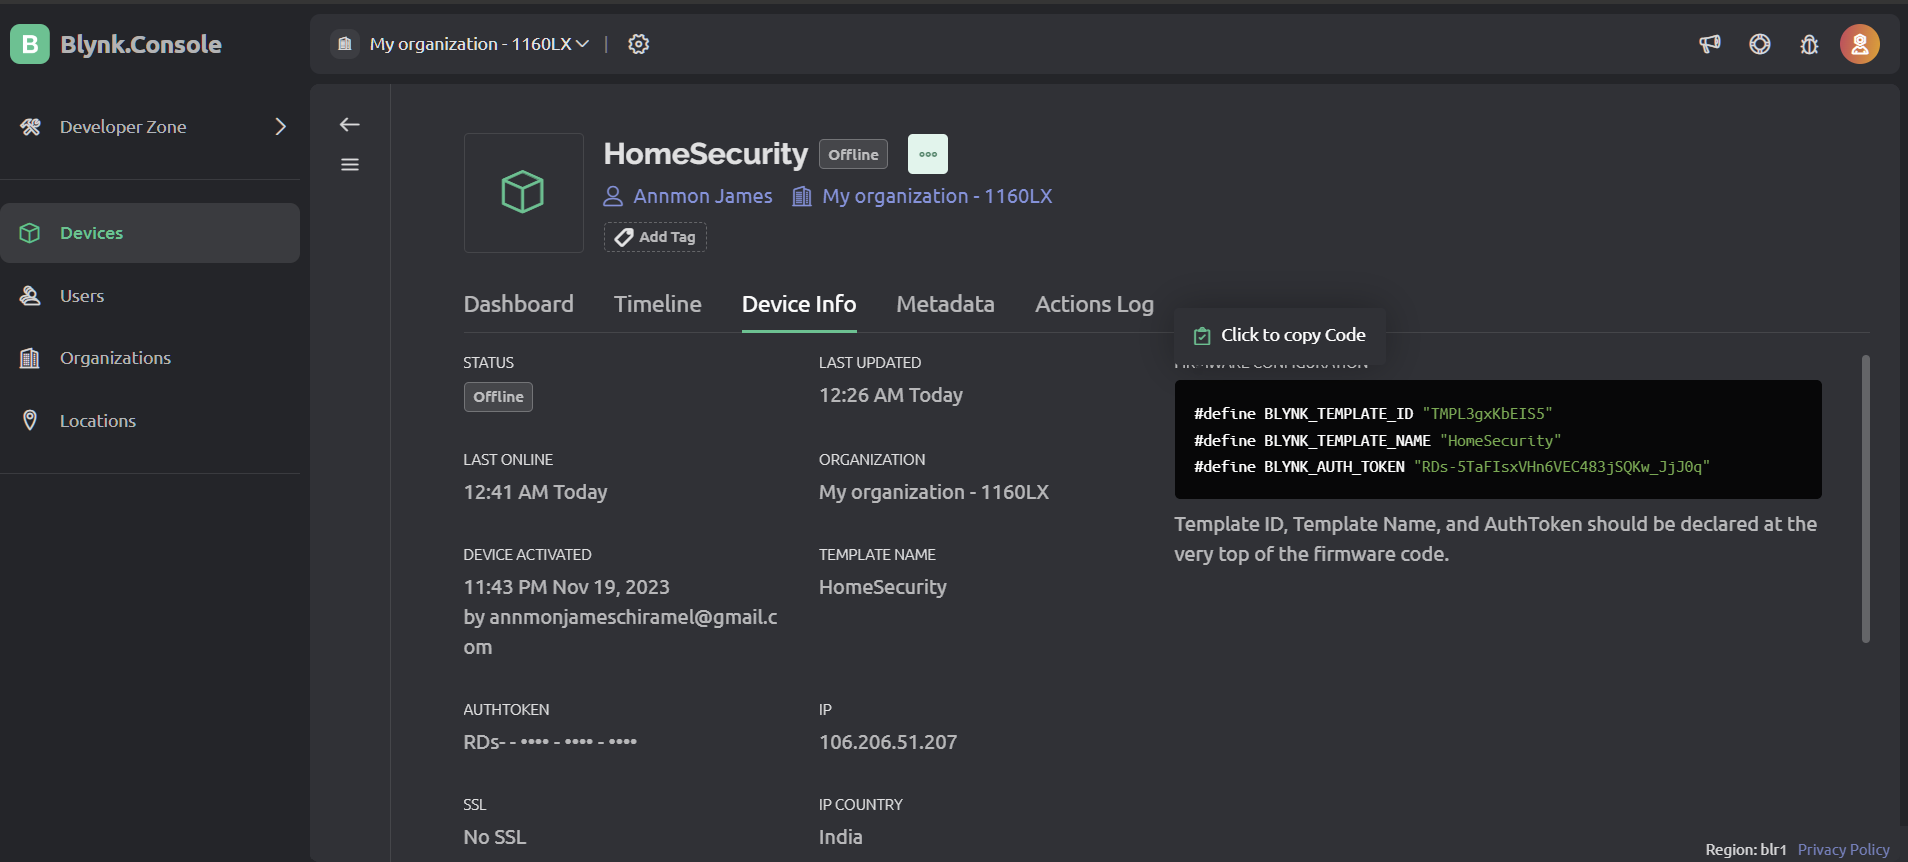 B Blynk.Console
My organization - 1160LX |
Developer Zone
Devices
Users
Organizations
Locations
HomeSecurity Offline
Annmon James My organization - 1160LX
Add Tag
Dashboard Timeline Device Info Metadata Actions Log
Click to copy Code
STATUS
Offline
LAST UPDATED
12:26 AM Today
LAST ONLINE
12:41 AM Today
ORGANIZATION
My organization - 1160LX
DEVICE ACTIVATED
11:43 PM Nov 19, 2023
by annmonjameschiramel@gmail.c
om
TEMPLATE NAME
HomeSecurity
AUTHTOKEN
RDs- - •••• - •••• - ••••
IP
106.206.51.207
SSL
No SSL
IP COUNTRY
India
FIRMWARE CONFIGURATION
#define BLYNK_TEMPLATE_ID "TMPL3gxKbEIS5"
#define BLYNK_TEMPLATE_NAME "HomeSecurity"
#define BLYNK_AUTH_TOKEN "RDs-5TaFIsxVHn6VEC483jSQKw_JjJ0q"
Template ID, Template Name, and AuthToken should be declared at the
very top of the firmware code.
Region: blr1 Privacy Policy